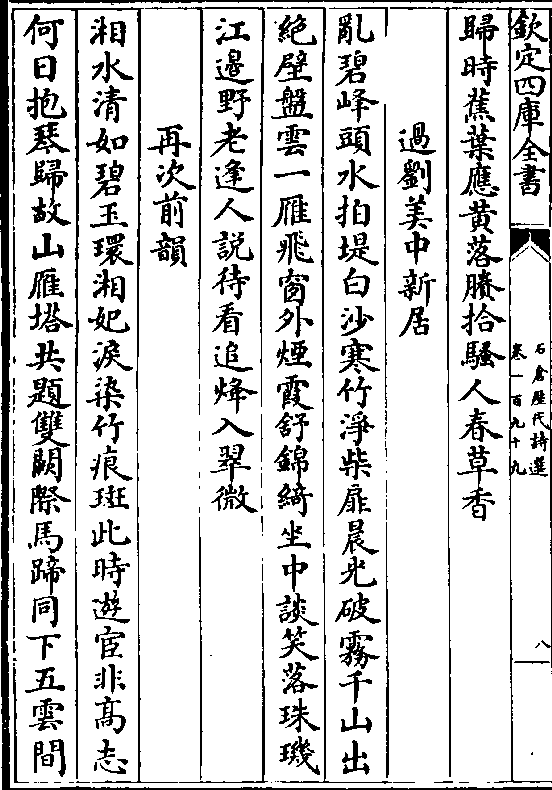 欽定四庫全書
石倉歷代詩選
卷一百九十九
八
歸時蕉葉應黄落賸拾騷人春草香
過劉美中新居
亂碧峰頭水拍堤白沙寒竹淨柴扉晨光破霧千山出
絶壁盤雲一雁飛窗外煙霞舒錦綺坐中談笑落珠璣
江邊野老逢人説待看追烽入翠微
再次前韻
湘水清如碧玉環湘妃淚染竹痕斑此時遊宦非髙志
何日抱琴歸故山雁塔共題雙闕際馬蹄同下五雲間